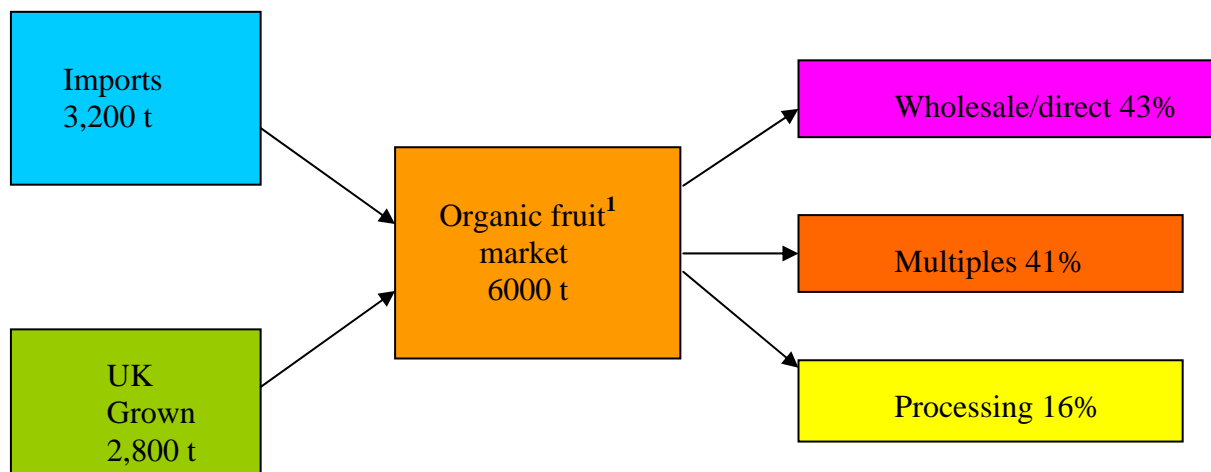 Imports
3,200 t
UK
Grown
2,800 t
Organic fruit¹
market
6000 t
Wholesale/direct 43%
Multiples 41%
Processing 16%